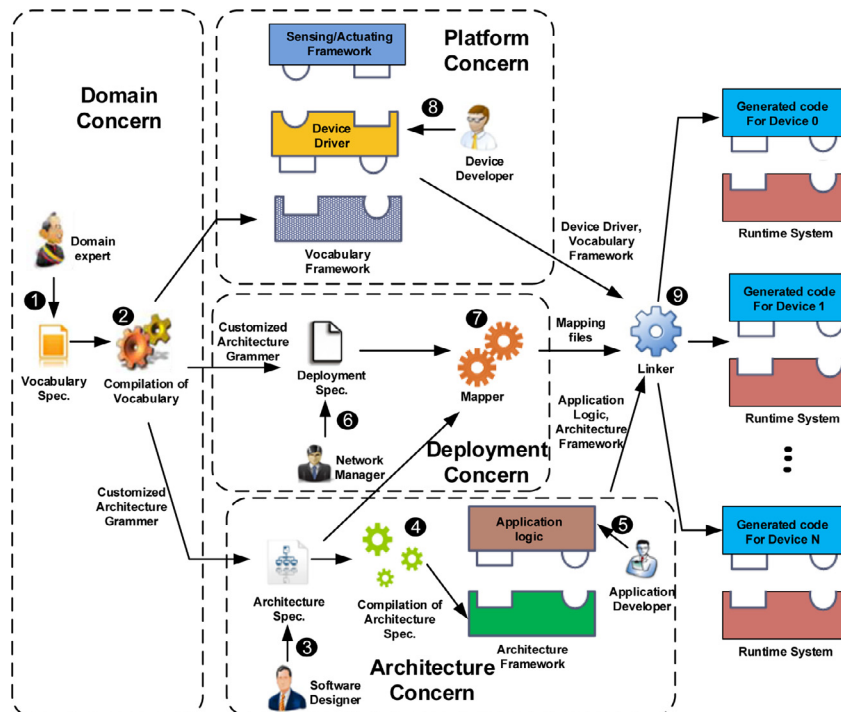 Domain
Concern
Domain
expert
1
Vocabulary
Spec.
2
Compilation of
Vocabulary
Platform
Concern
Sensing/Actuating
Framework
Device
Driver
8
Device
Developer
Vocabulary
Framework
Device Driver,
Vocabulary
Framework
Customized
Architecture
Grammer
Deployment
Spec.
6
Network
Manager
7
Mapper
Deployment
Concern
Mapping
files
9
Linker
Application
Logic,
Architecture
Framework
Customized
Architecture
Grammer
Architecture
Spec.
3
Software
Designer
4
Compilation of
Architecture
Spec.
Application
logic
5
Application
Developer
Architecture
Framework
Architecture
Concern
Generated code
For Device 0
Runtime System
Generated code
For Device 1
Runtime System
Generated code
For Device N
Runtime System